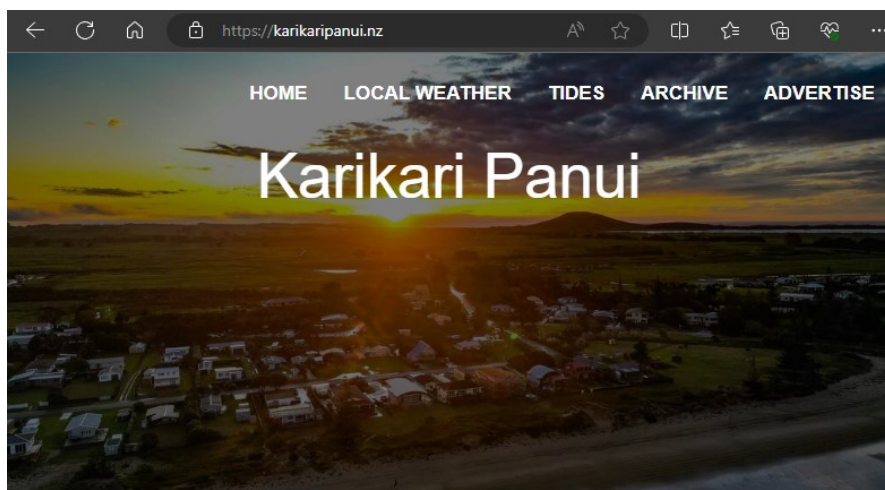 https://karikaripanui.nz
HOME LOCAL WEATHER TIDES ARCHIVE ADVERTISE
Karikari Panui